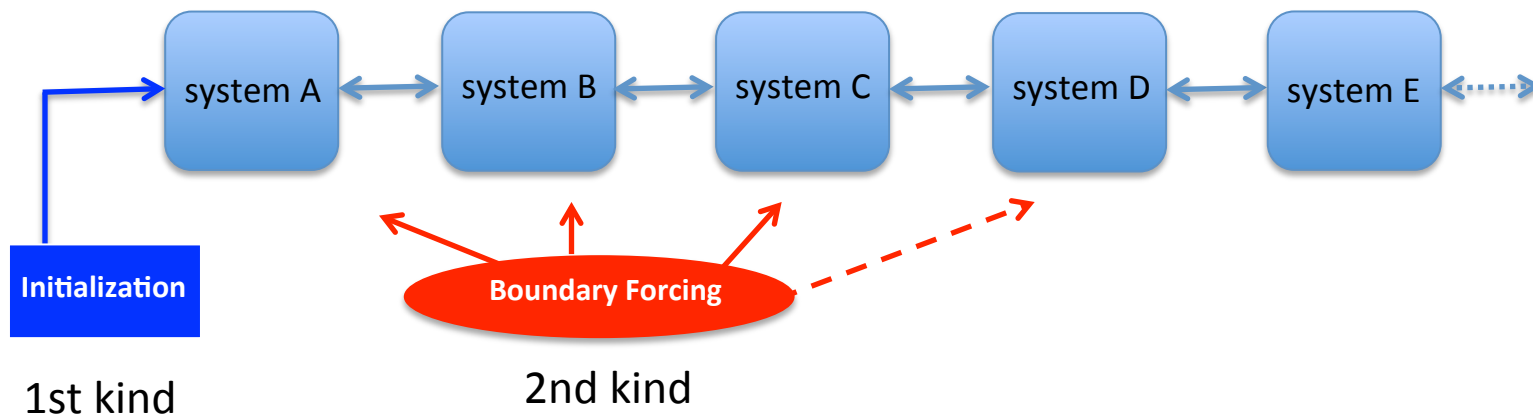 system A
system B
system C
system D
system E
Initialization
Boundary Forcing
1st kind
2nd kind